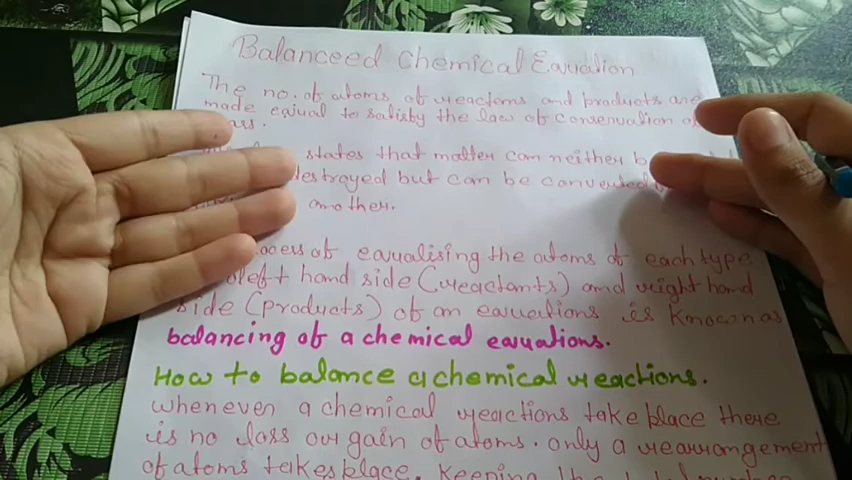 Balanceed Chemical Equation
The no. of atoms of reactoms and products are
made equal to satisby the law of conservation of
states that matter can neither
destroyed but can be converted
another.
of equalising the atoms of each type
left hand side (reactants) and right hand
side (products) of an equations is known as
balancing of a chemical equations.
How to balance a chemical reactions.
whenever a chemical reactions take place there
is no loss or gain of atoms. only a rearrangement
of atoms takes place. Keeping the